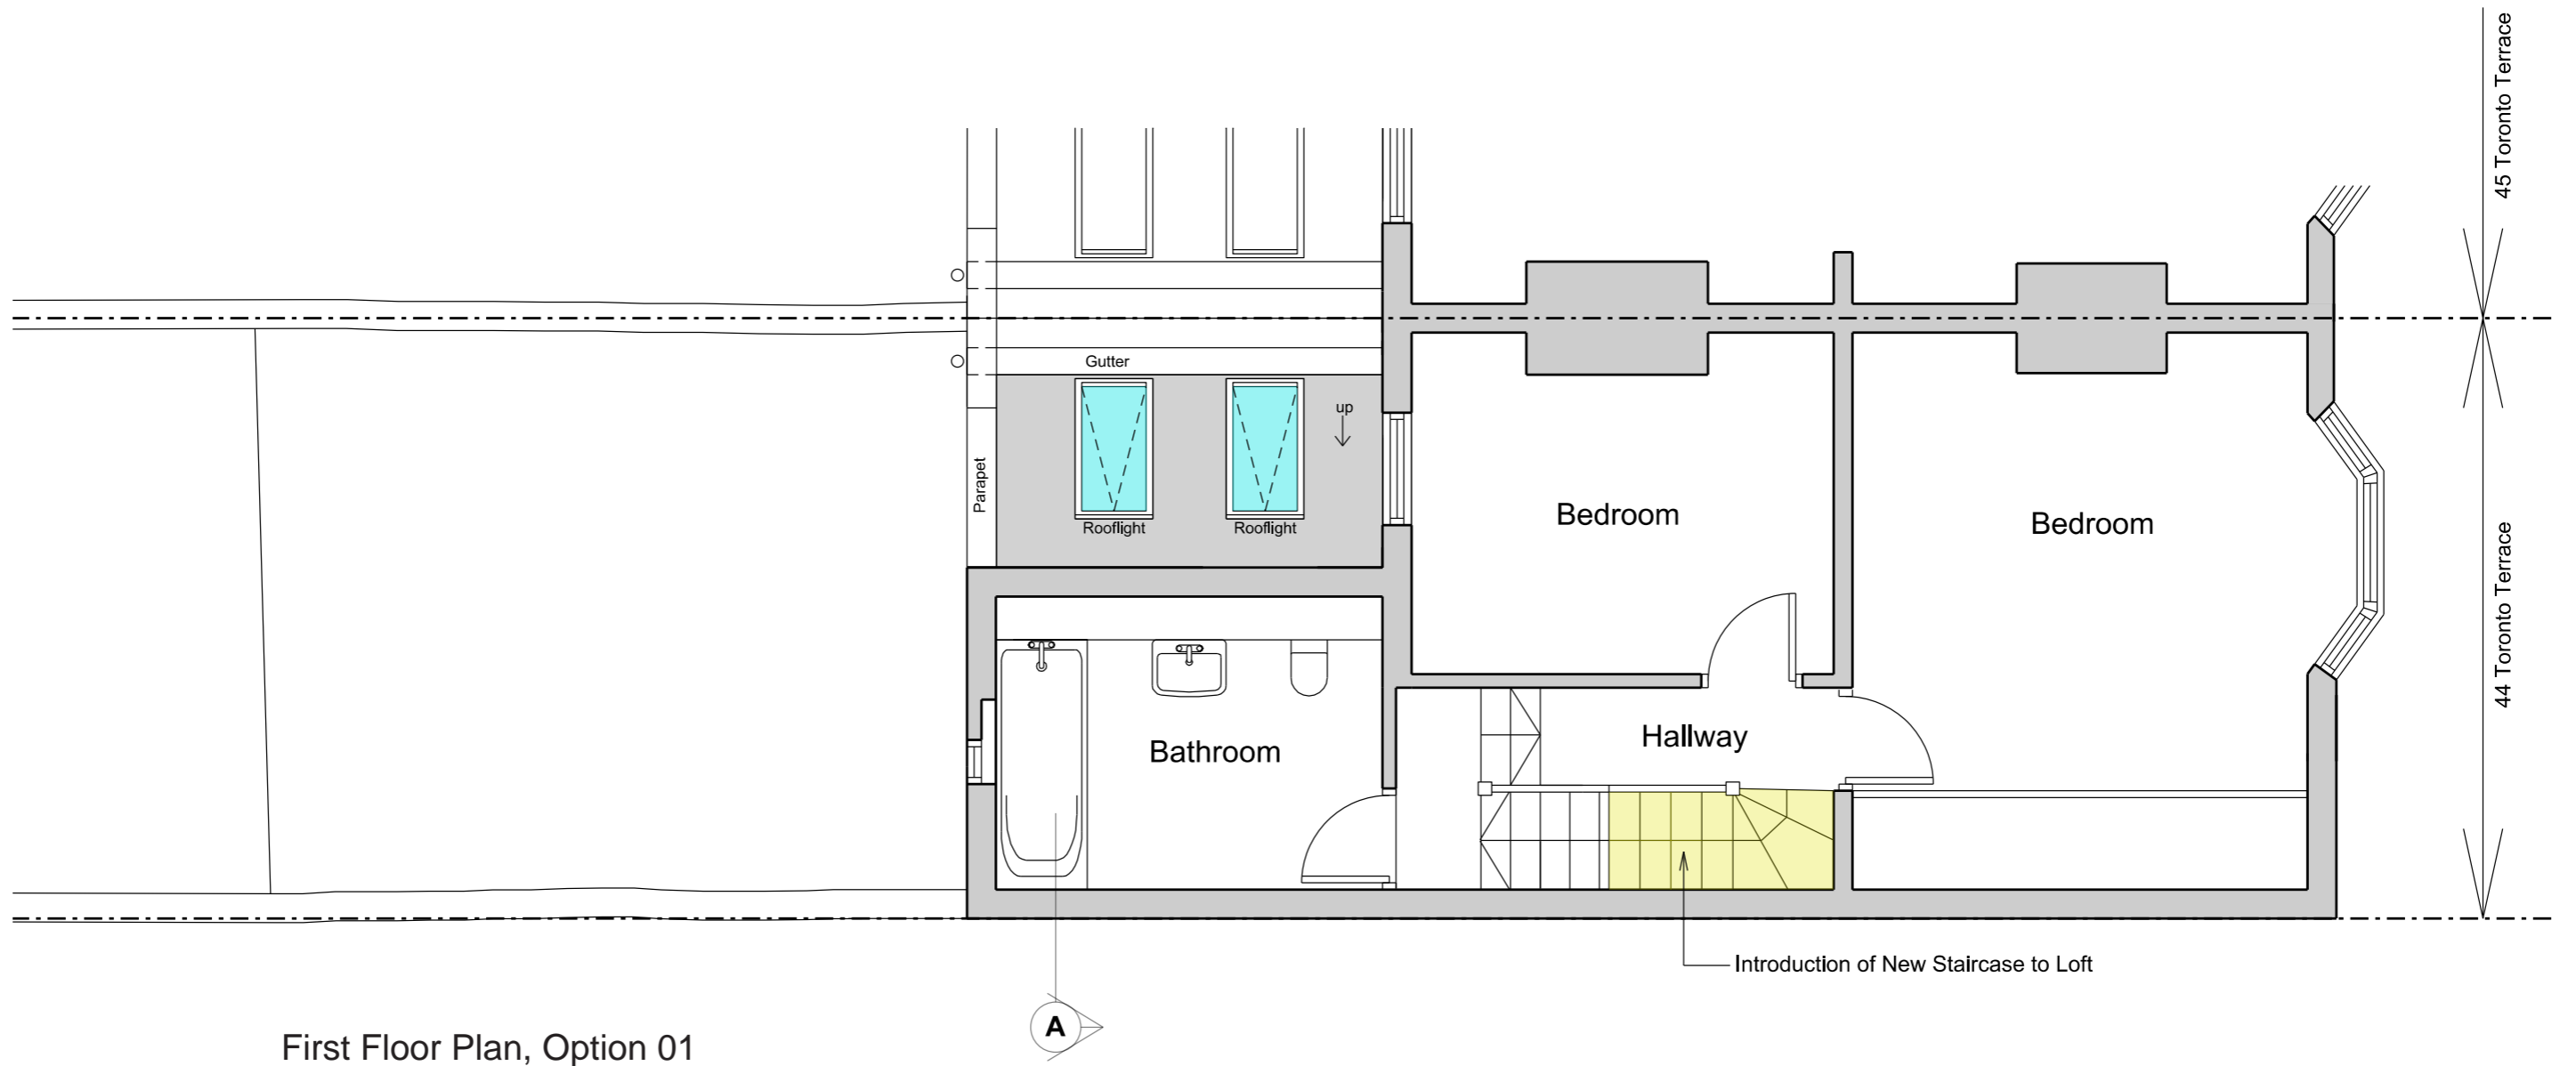 45 Toronto Terrace
Gutter
up
Parapet
Rooflight
Rooflight
Bedroom
Bedroom
44 Toronto Terrace
Bathroom
Hallway
Introduction of New Staircase to Loft
A
First Floor Plan, Option 01